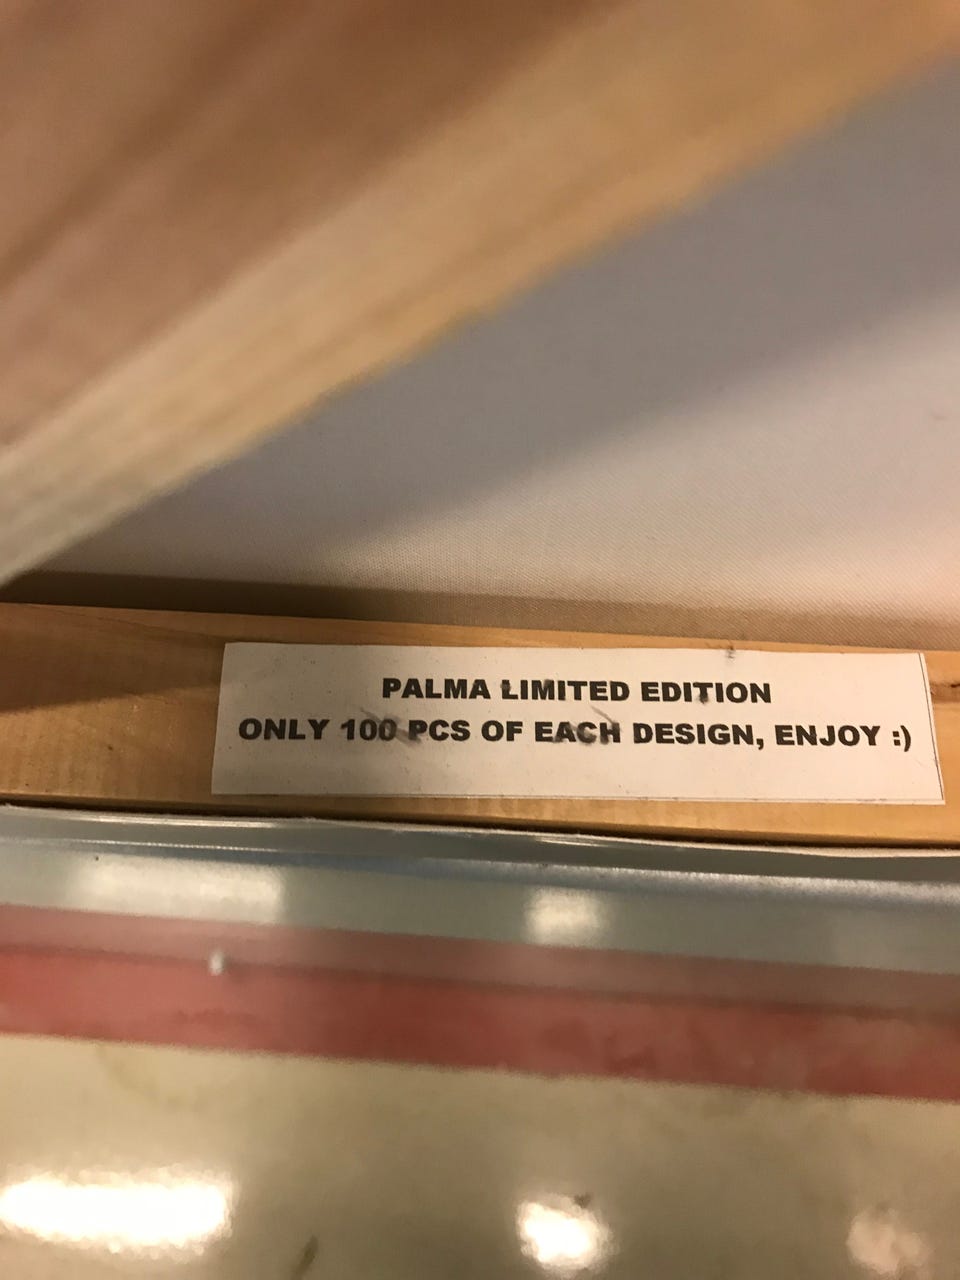 PALMA LIMITED EDITION
ONLY 100 PCS OF EACH DESIGN, ENJOY :)